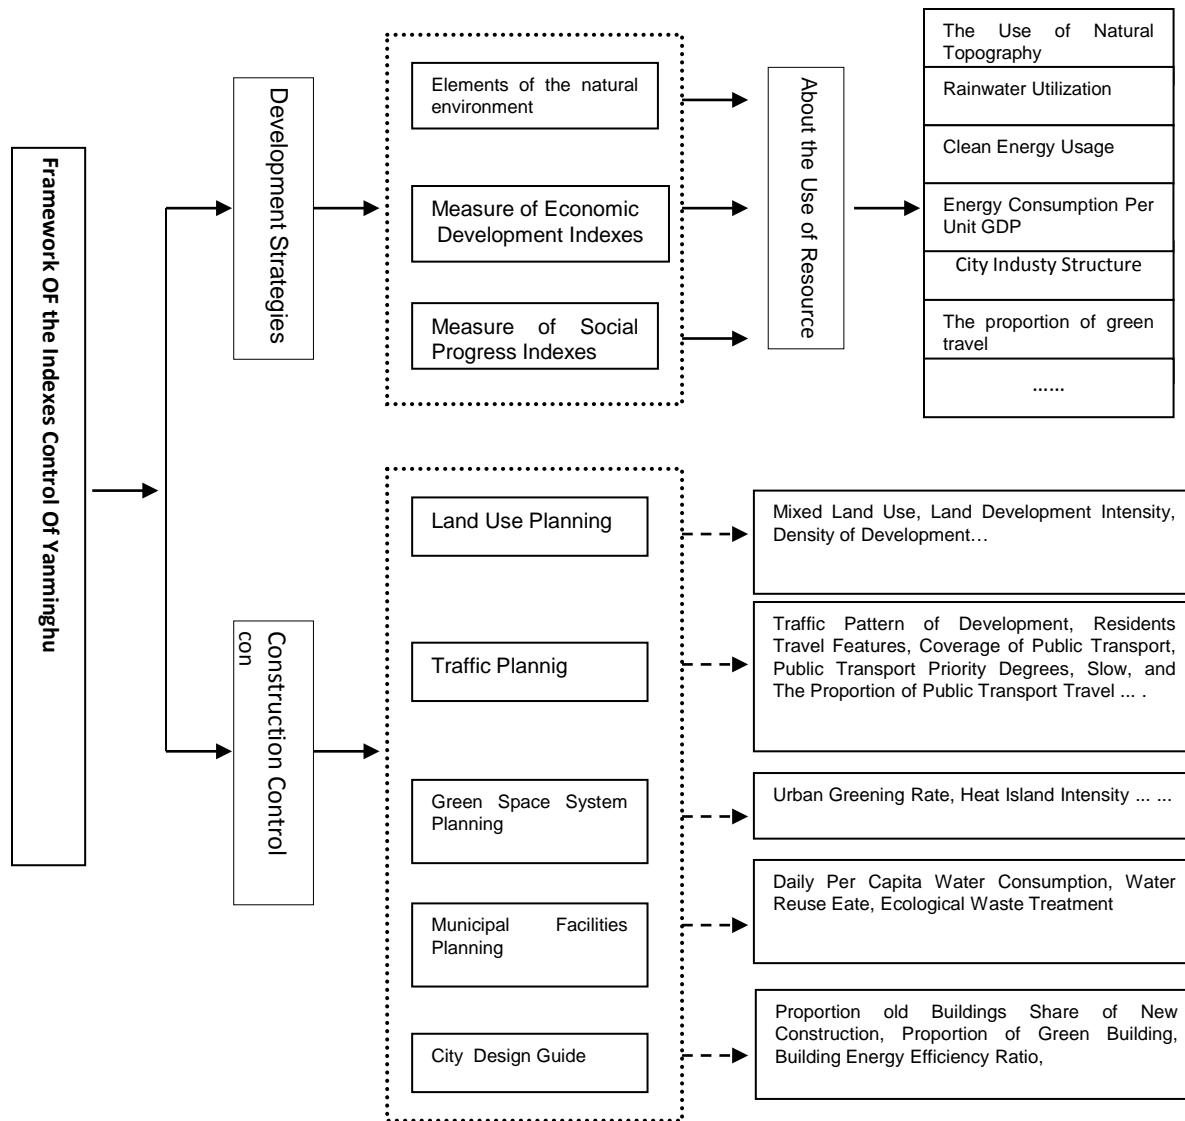 Framework OF the Indexes Control Of Yanminghu
Development Strategies
Elements of the natural
environment
Measure of Economic
Development Indexes
Measure of Social
Progress Indexes
About the Use of Resource
The Use of Natural
Topography
Rainwater Utilization
Clean Energy Usage
Energy Consumption Per
Unit GDP
City Industy Structure
The proportion of green
travel
......
Construction Control
con
Land Use Planning
Mixed Land Use, Land Development Intensity,
Density of Development…
Traffic Plannig
Traffic Pattern of Development, Residents
Travel Features, Coverage of Public Transport,
Public Transport Priority Degrees, Slow, and
The Proportion of Public Transport Travel ... .
Green Space System
Planning
Urban Greening Rate, Heat Island Intensity ... ...
Municipal Facilities
Planning
Daily Per Capita Water Consumption, Water
Reuse Eate, Ecological Waste Treatment
City Design Guide
Proportion old Buildings Share of New
Construction, Proportion of Green Building,
Building Energy Efficiency Ratio,